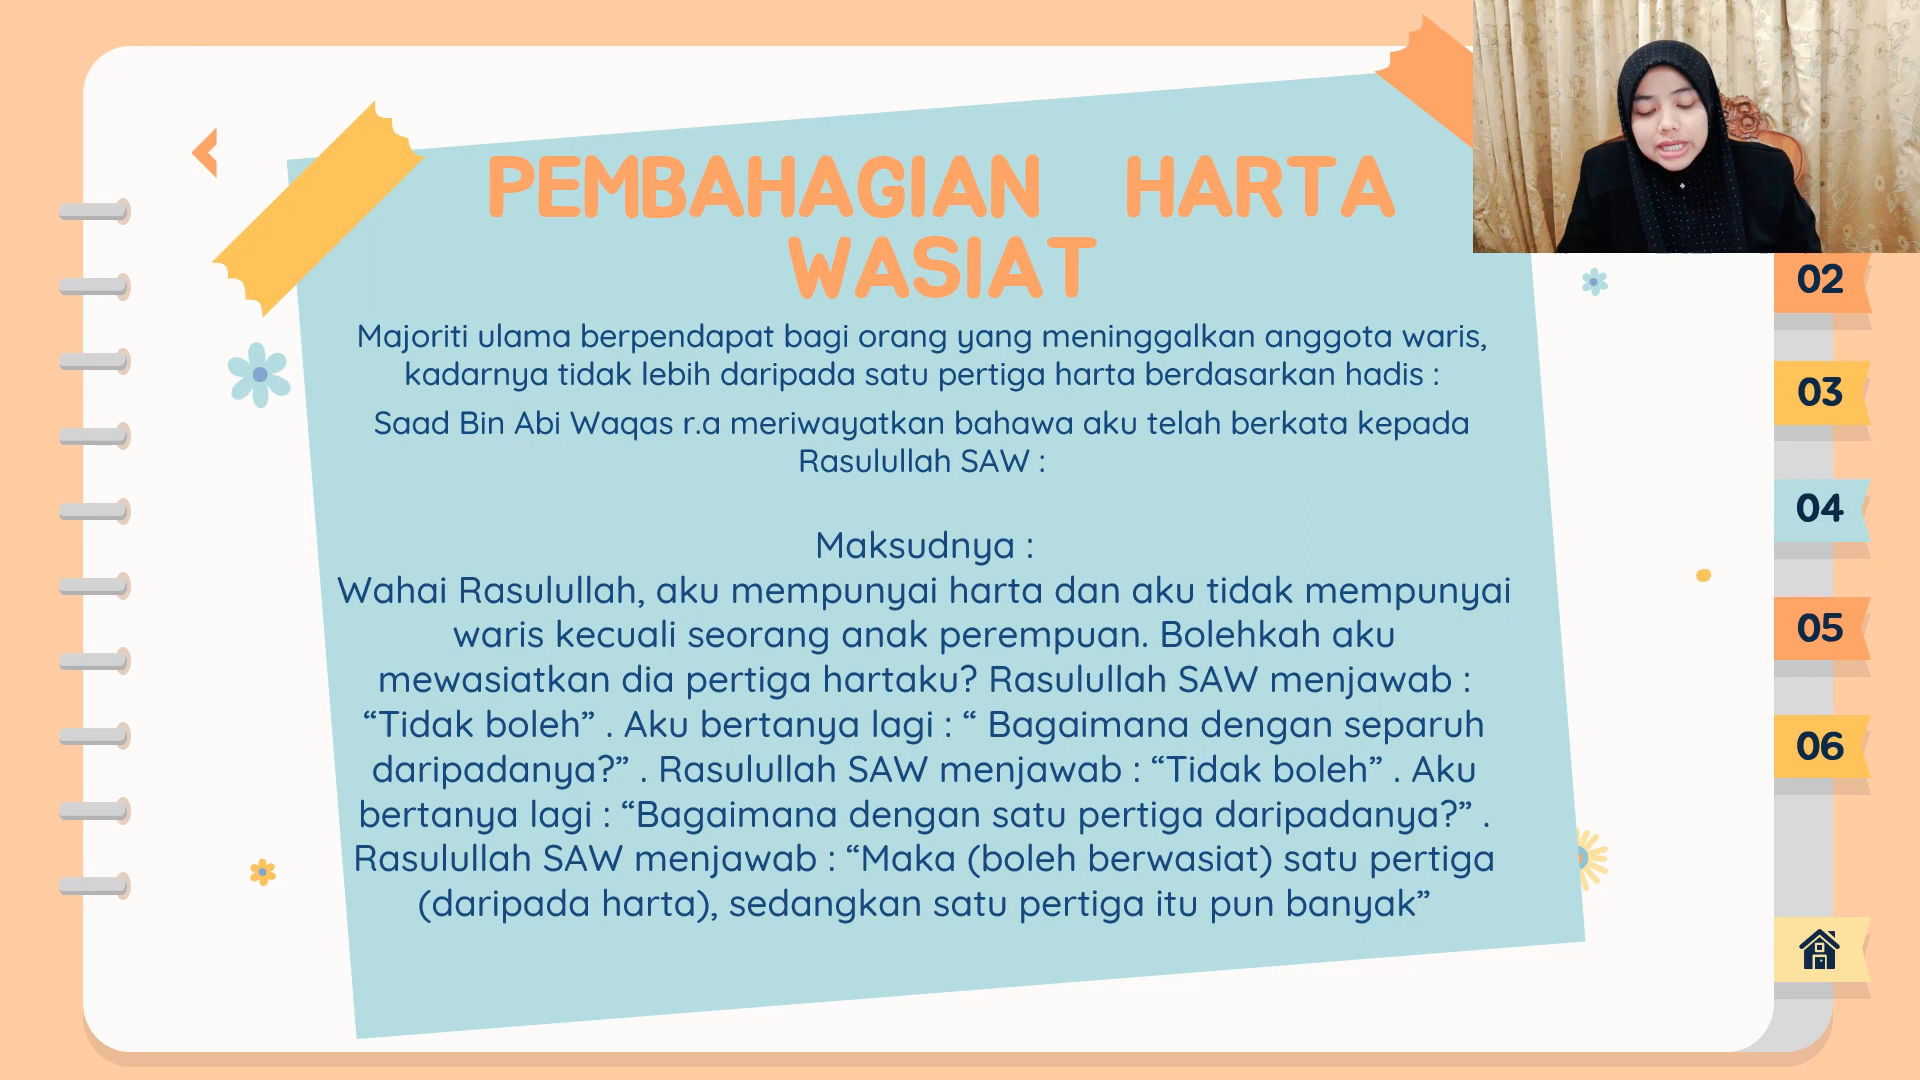 PEMBAHAGIAN HARTA
WASIAT
Majoriti ulama berpendapat bagi orang yang meninggalkan anggota waris,
kadarnya tidak lebih daripada satu pertiga harta berdasarkan hadis :
Saad Bin Abi Waqas r.a meriwayatkan bahawa aku telah berkata kepada
Rasulullah SAW :
Maksudnya :
Wahai Rasulullah, aku mempunyai harta dan aku tidak mempunyai
waris kecuali seorang anak perempuan. Bolehkah aku
mewasiatkan dia pertiga hartaku? Rasulullah SAW menjawab :
“Tidak boleh” . Aku bertanya lagi : “ Bagaimana dengan separuh
daripadanya?” . Rasulullah SAW menjawab : “Tidak boleh” . Aku
bertanya lagi : “Bagaimana dengan satu pertiga daripadanya?” .
Rasulullah SAW menjawab : “Maka (boleh berwasiat) satu pertiga
(daripada harta), sedangkan satu pertiga itu pun banyak”
02
03
04
05
06